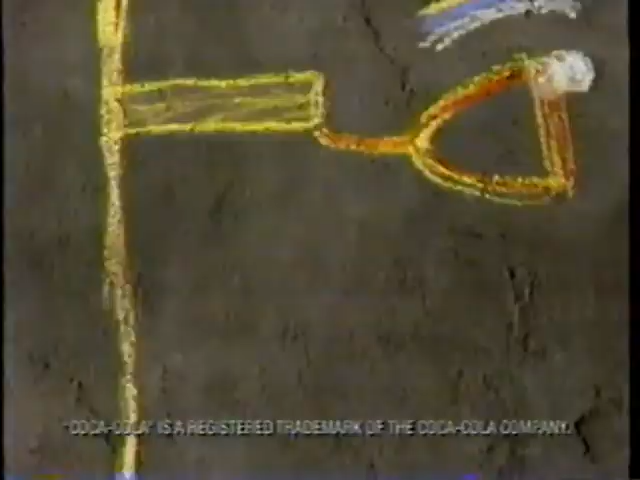 "COCA-COLA" IS A REGISTERED TRADEMARK OF THE COCA-COLA COMPANY.